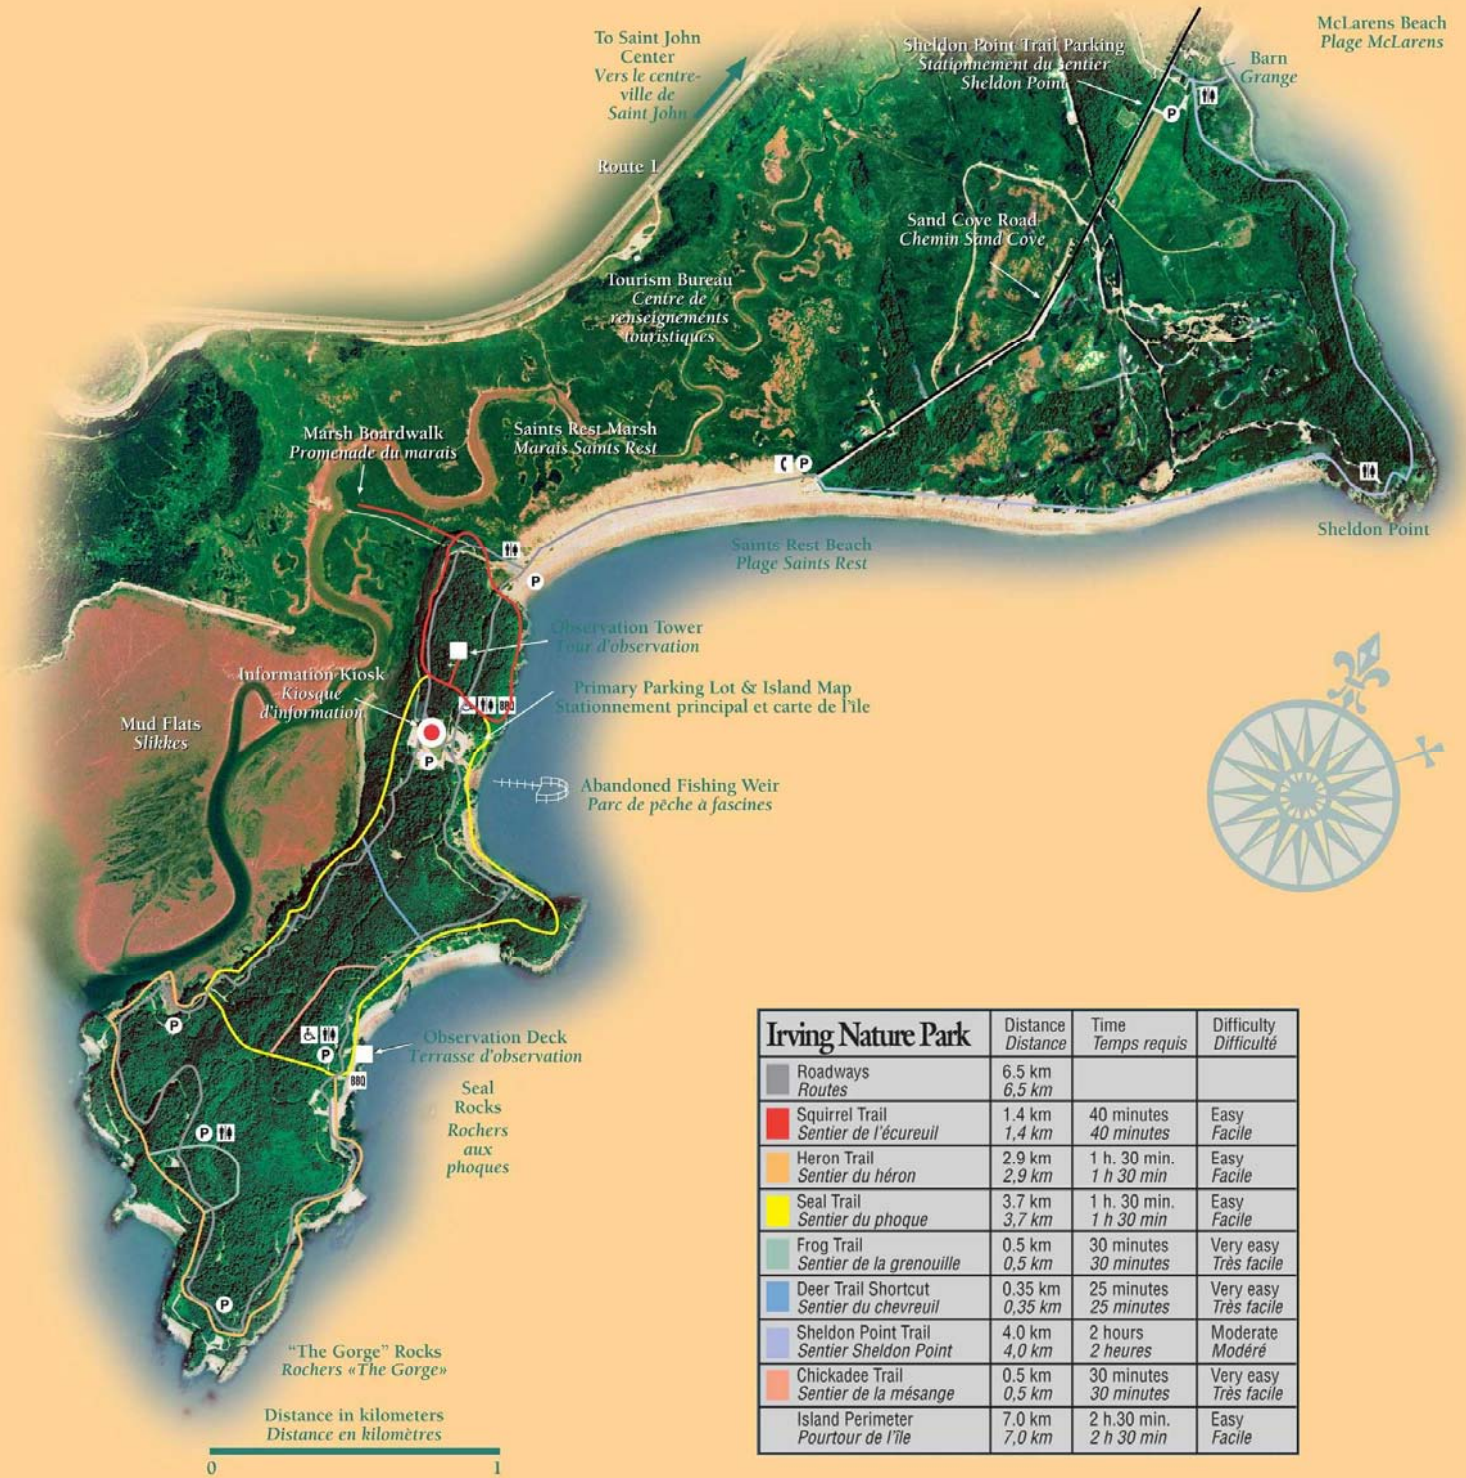 McLarens Beach
Plage McLarens
To Saint John
Center
Vers le centre-
ville de
Saint John
Sheldon Point Trail Parking
Stationnement du sentier
Sheldon Point
Barn
Grange
P
Route 1
Sand Cove Road
Chemin Sand Cove
Tourism Bureau
Centre de
renseignements
touristiques
Marsh Boardwalk
Promenade du marais
Saints Rest Marsh
Marais Saints Rest
P
Sheldon Point
Saints Rest Beach
Plage Saints Rest
P
Observation Tower
Tour d'observation
Information Kiosk
Kiosque
d'information
Primary Parking Lot & Island Map
Stationnement principal et carte de l'île
BBQ
Mud Flats
Slikkes
P
Abandoned Fishing Weir
Parc de pêche à fascines
P
P
Observation Deck
Terrasse d'observation
BBQ
Seal
Rocks
Rochers
aux
phoques
P
P
"The Gorge" Rocks
Rochers «The Gorge»
Distance in kilometers
Distance en kilomètres
0 1
Irving Nature Park Distance Time Difficulty
Distance Temps requis Difficulté
Roadways 6.5 km
Routes 6,5 km
Squirrel Trail 1.4 km 40 minutes Easy
Sentier de l'écureuil 1,4 km 40 minutes Facile
Heron Trail 2.9 km 1 h. 30 min. Easy
Sentier du héron 2,9 km 1 h 30 min Facile
Seal Trail 3.7 km 1 h. 30 min. Easy
Sentier du phoque 3,7 km 1 h 30 min Facile
Frog Trail 0.5 km 30 minutes Very easy
Sentier de la grenouille 0,5 km 30 minutes Très facile
Deer Trail Shortcut 0.35 km 25 minutes Very easy
Sentier du chevreuil 0,35 km 25 minutes Très facile
Sheldon Point Trail 4.0 km 2 hours Moderate
Sentier Sheldon Point 4,0 km 2 heures Modéré
Chickadee Trail 0.5 km 30 minutes Very easy
Sentier de la mésange 0,5 km 30 minutes Très facile
Island Perimeter 7.0 km 2 h.30 min. Easy
Pourtour de l'île 7,0 km 2 h 30 min Facile